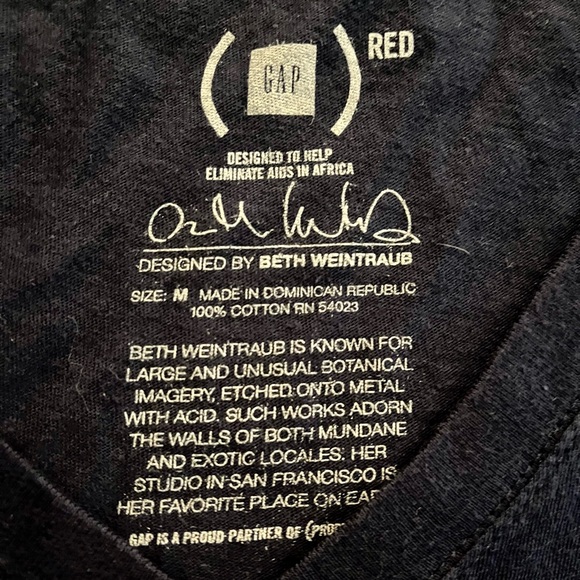 (GAP) RED
DESIGNED TO HELP
ELIMINATE AIDS IN AFRICA
DESIGNED BY BETH WEINTRAUB
SIZE: M MADE IN DOMINICAN REPUBLIC
100% COTTON RN 54023
BETH WEINTRAUB IS KNOWN FOR
LARGE AND UNUSUAL BOTANICAL
IMAGERY, ETCHED ONTO METAL
WITH ACID. SUCH WORKS ADORN
THE WALLS OF BOTH MUNDANE
AND EXOTIC LOCALES. HER
STUDIO IN SAN FRANCISCO IS
HER FAVORITE PLACE ON
GAP IS A PROUD PARTNER OF